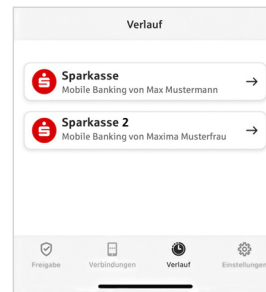 Verlauf
Sparkasse
Mobile Banking von Max Mustermann
Sparkasse 2
Mobile Banking von Maxima Musterfrau
Freigabe
Verbindungen
Verlauf
Einstellungen